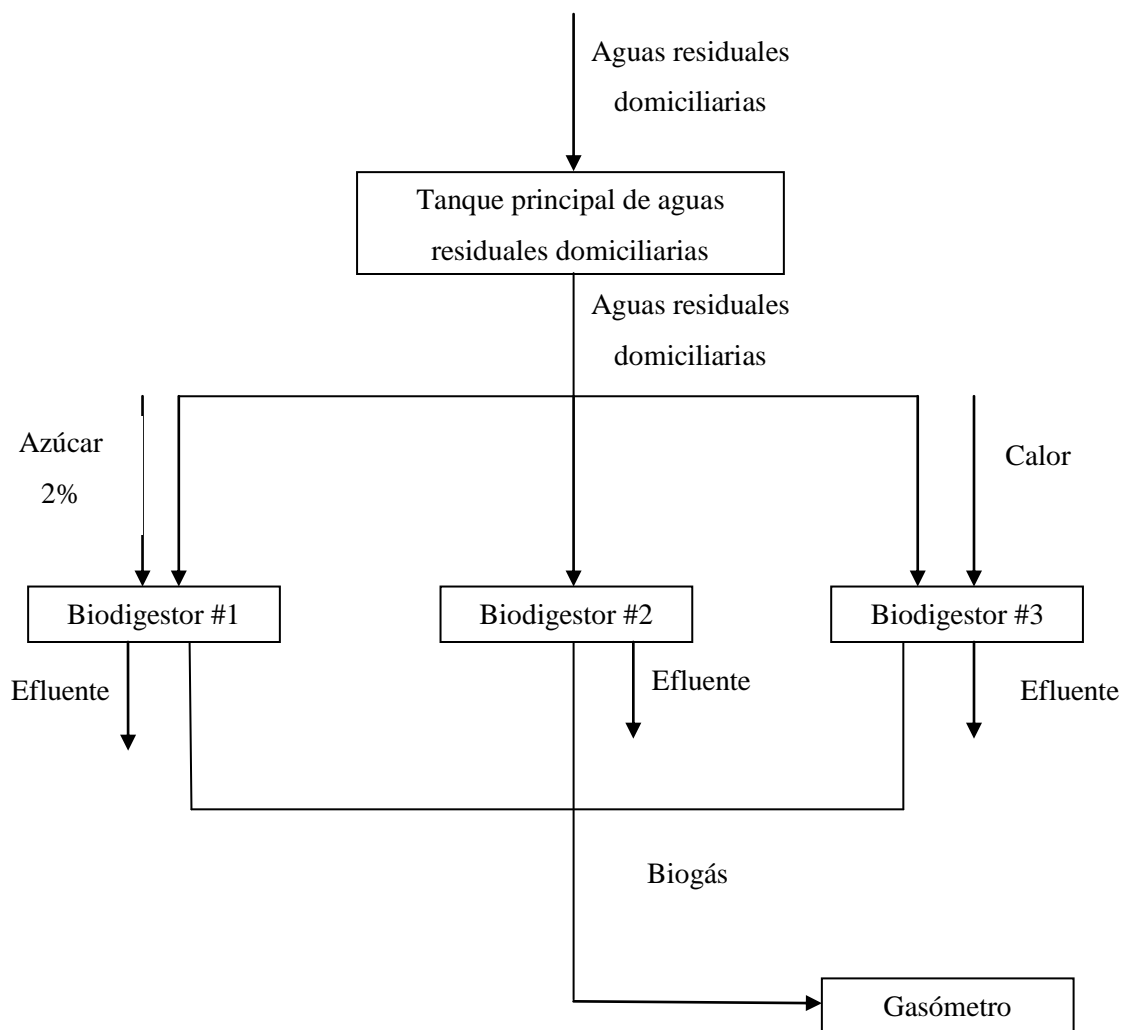 Aguas residuales
domiciliarias
Tanque principal de aguas
residuales domiciliarias
Aguas residuales
domiciliarias
Azúcar
2%
Calor
Biodigestor #1
Biodigestor #2
Biodigestor #3
Efluente
Efluente
Efluente
Biogás
Gasómetro